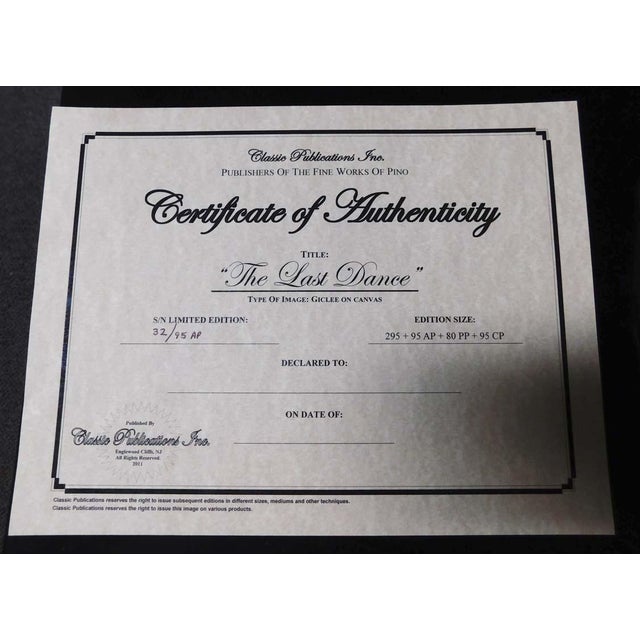 Classic Publications Inc.
PUBLISHERS OF THE FINE WORKS OF PINO
Certificate of Authenticity
TITLE:
"The Last Dance"
TYPE OF IMAGE: GICLEE ON CANVAS
S/N LIMITED EDITION:
32/95 AP
EDITION SIZE:
295 + 95 AP + 80 PP + 95 CP
DECLARED TO:
ON DATE OF:
Published By
Classic Publications Inc.
Englewood Cliffs, NJ
All Rights Reserved
2011
Classic Publications reserves the right to issue subsequent editions in different sizes, mediums and other techniques.
Classic Publications reserves the right to issue this image on various products.